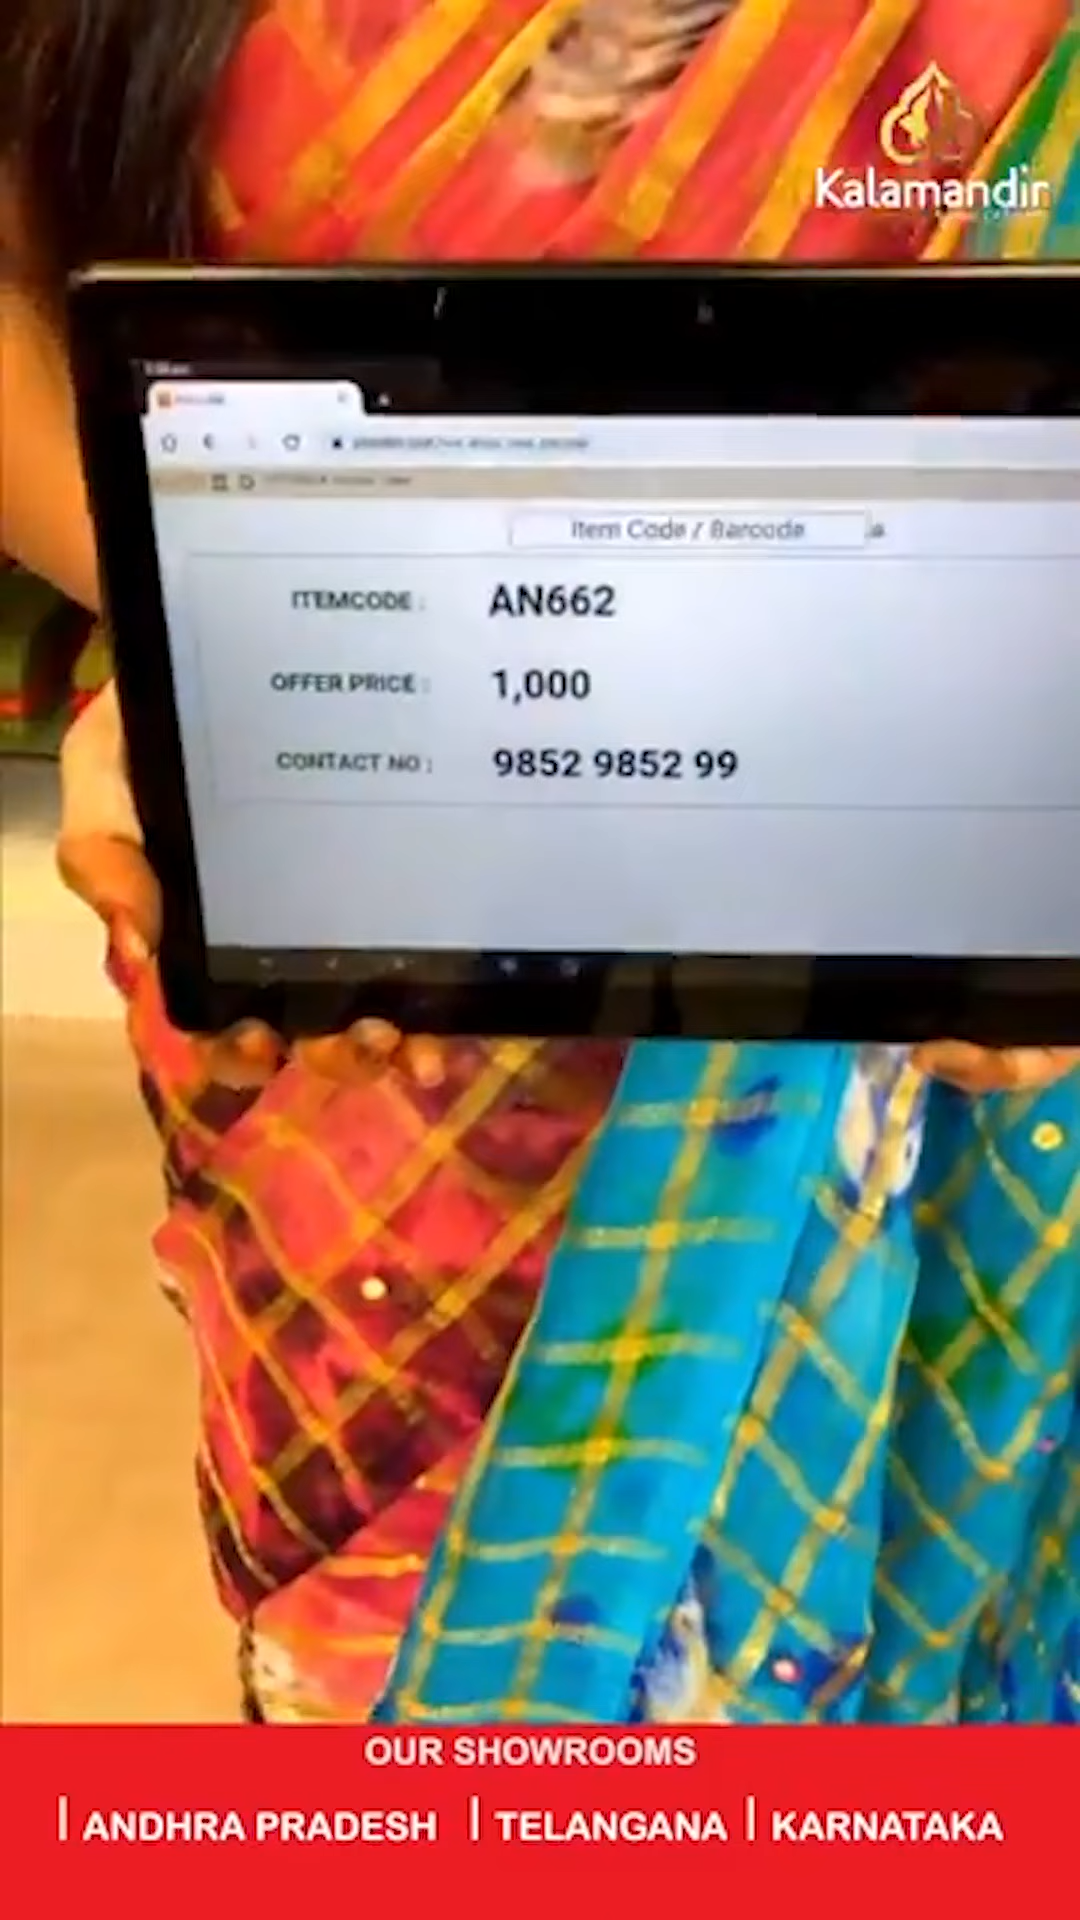 Kalamandir
Item Code / Barcode
ITEMCODE : AN662
OFFER PRICE : 1,000
CONTACT NO : 9852 9852 99
OUR SHOWROOMS
| ANDHRA PRADESH | TELANGANA | KARNATAKA